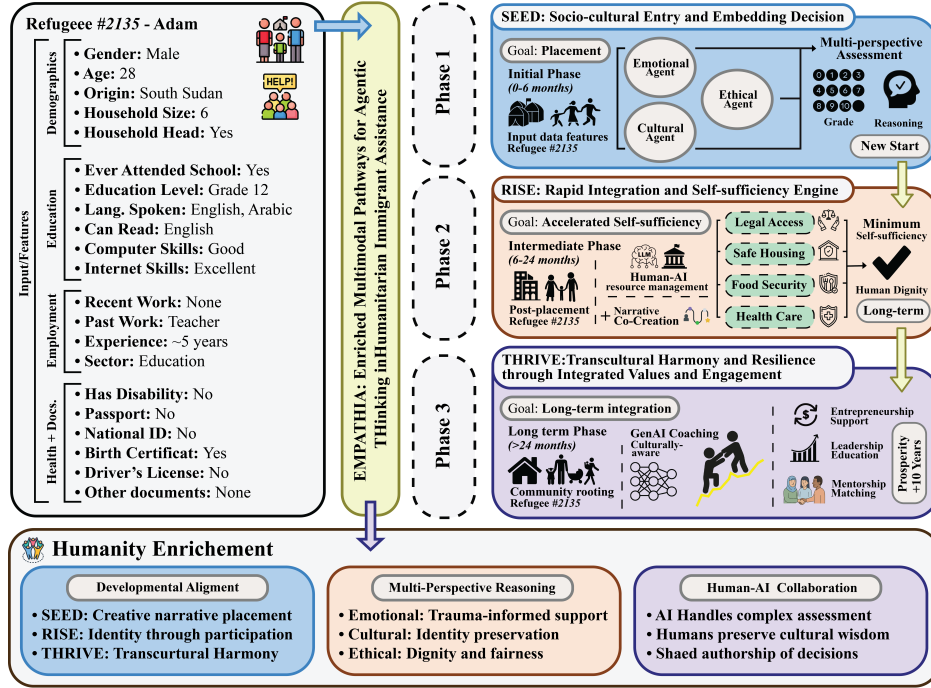 Refugeee #2135 - Adam
HELP!
Input/Features
Demographics
• Gender: Male
• Age: 28
• Origin: South Sudan
• Household Size: 6
• Household Head: Yes
Education
• Ever Attended School: Yes
• Education Level: Grade 12
• Lang. Spoken: English, Arabic
• Can Read: English
• Computer Skills: Good
• Internet Skills: Excellent
Employment
• Recent Work: None
• Past Work: Teacher
• Experience: ~5 years
• Sector: Education
Health + Docs.
• Has Disability: No
• Passport: No
• National ID: No
• Birth Certificat: Yes
• Driver's License: No
• Other documents: None
EMPATHIA: Enriched Multimodal Pathways for Agentic
THinking inHumanitarian Immigrant Assistance
Phase 1
Phase 2
Phase 3
SEED: Socio-cultural Entry and Embedding Decision
Goal: Placement
Initial Phase
(0-6 months)
Input data features
Refugee #2135
Emotional
Agent
Cultural
Agent
Ethical
Agent
Multi-perspective
Assessment
0 1 2 3
4 5 6 7
8 9 10
Grade
Reasoning
New Start
RISE: Rapid Integration and Self-sufficiency Engine
Goal: Accelerated Self-sufficiency
Intermediate Phase
(6-24 months)
Post-placement
Refugee #2135
LLM
Human-AI
resource management
+ Narrative
Co-Creation
Legal Access
Safe Housing
Food Security
Health Care
Minimum
Self-sufficiency
Human Dignity
Long-term
THRIVE:Transcultural Harmony and Resilience
through Integrated Values and Engagement
Goal: Long-term integration
Long term Phase
(>24 months)
Community rooting
Refugee #2135
GenAI Coaching
Culturally-
aware
$
Entrepreneurship
Support
Leadership
Education
Mentorship
Matching
Prosperity
+10 Years
Humanity Enrichement
Developmental Aligment
• SEED: Creative narrative placement
• RISE: Identity through participation
• THRIVE: Transcurtural Harmony
Multi-Perspective Reasoning
• Emotional: Trauma-informed support
• Cultural: Identity preservation
• Ethical: Dignity and fairness
Human-AI Collaboration
• AI Handles complex assessment
• Humans preserve cultural wisdom
• Shaed authorship of decisions